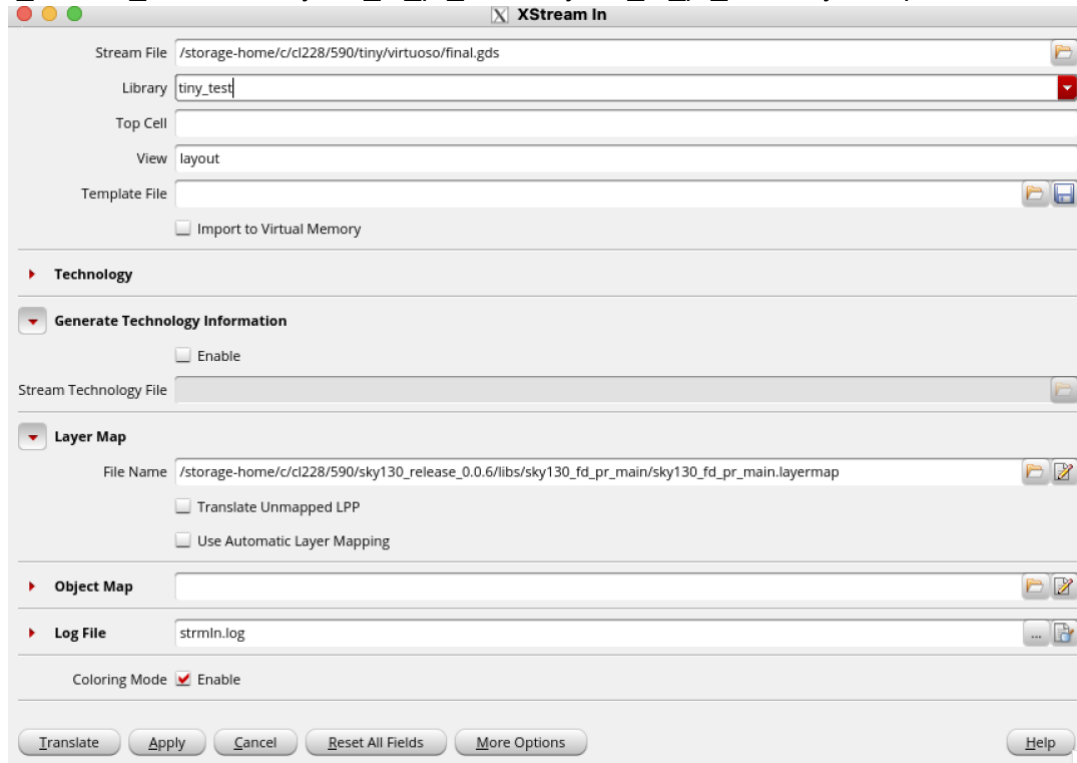 XStream In
Stream File /storage-home/c/cl228/590/tiny/virtuoso/final.gds
Library tiny_test
Top Cell
View layout
Template File
Import to Virtual Memory
Technology
Generate Technology Information
Enable
Stream Technology File
Layer Map
File Name /storage-home/c/cl228/590/sky130_release_0.0.6/libs/sky130_fd_pr_main/sky130_fd_pr_main.layermap
Translate Unmapped LPP
Use Automatic Layer Mapping
Object Map
Log File strmIn.log
...
Coloring Mode Enable
Translate Apply Cancel Reset All Fields More Options Help